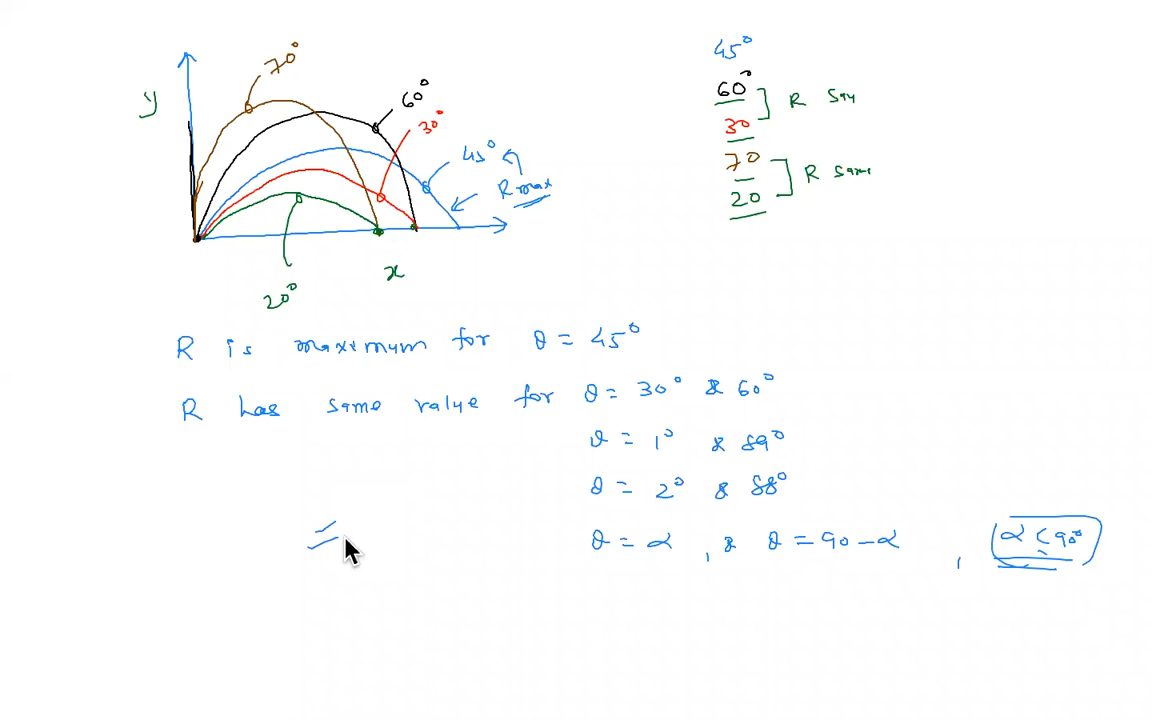 70°
y
60°
30°
45°
R max
20°
x
45°
60°
30
R
70
20
R same
R is maximum for θ = 45°
R has same value for θ = 30° & 60°
θ = 1° & 89°
θ = 2° & 88°
θ = α , & θ = 90 - α , α < 90°